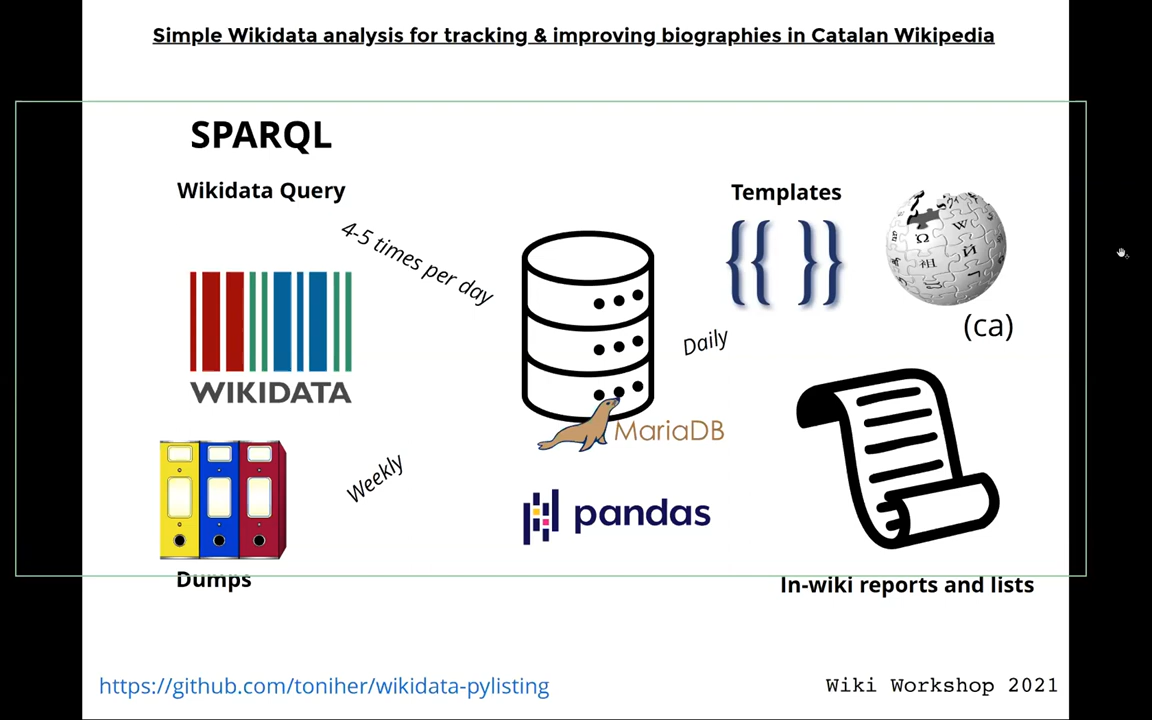 Simple Wikidata analysis for tracking & improving biographies in Catalan Wikipedia
SPARQL
Wikidata Query
4-5 times per day
WIKIDATA
Weekly
Dumps
MariaDB
pandas
Daily
Templates
{{ }}
Ω
W
И
祖
(ca)
In-wiki reports and lists
https://github.com/toniher/wikidata-pylisting
Wiki Workshop 2021